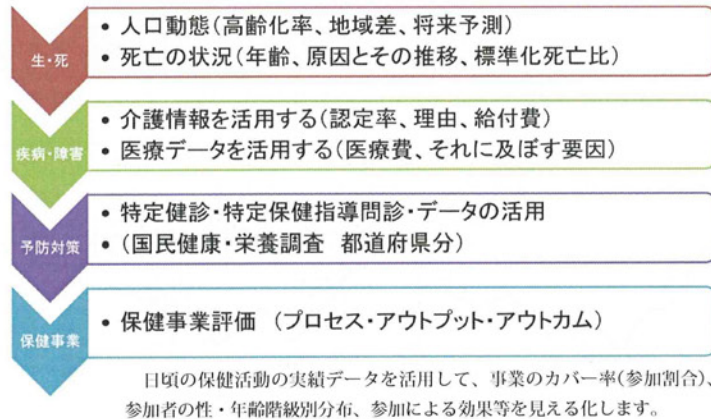 生・死
• 人口動態（高齢化率、地域差、将来予測）
• 死亡の状況（年齢、原因とその推移、標準化死亡比）
疾病・障害
• 介護情報を活用する（認定率、理由、給付費）
• 医療データを活用する（医療費、それに及ぼす要因）
予防対策
• 特定健診・特定保健指導問診・データの活用
• （国民健康・栄養調査 都道府県分）
保健事業
• 保健事業評価 （プロセス・アウトプット・アウトカム）
日頃の保健活動の実績データを活用して、事業のカバー率(参加割合)、
参加者の性・年齢階級別分布、参加による効果等を見える化します。